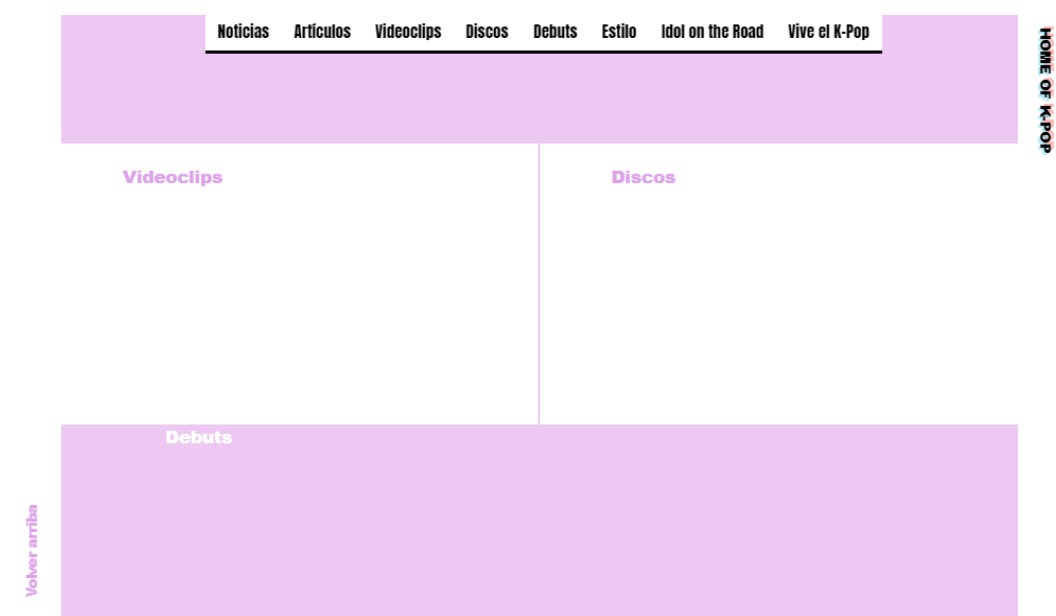 Noticias Artículos Videoclips Discos Debuts Estilo Idol on the Road Vive el K-Pop
HOME OF K-POP
Videoclips
Discos
Debuts
Volver arriba